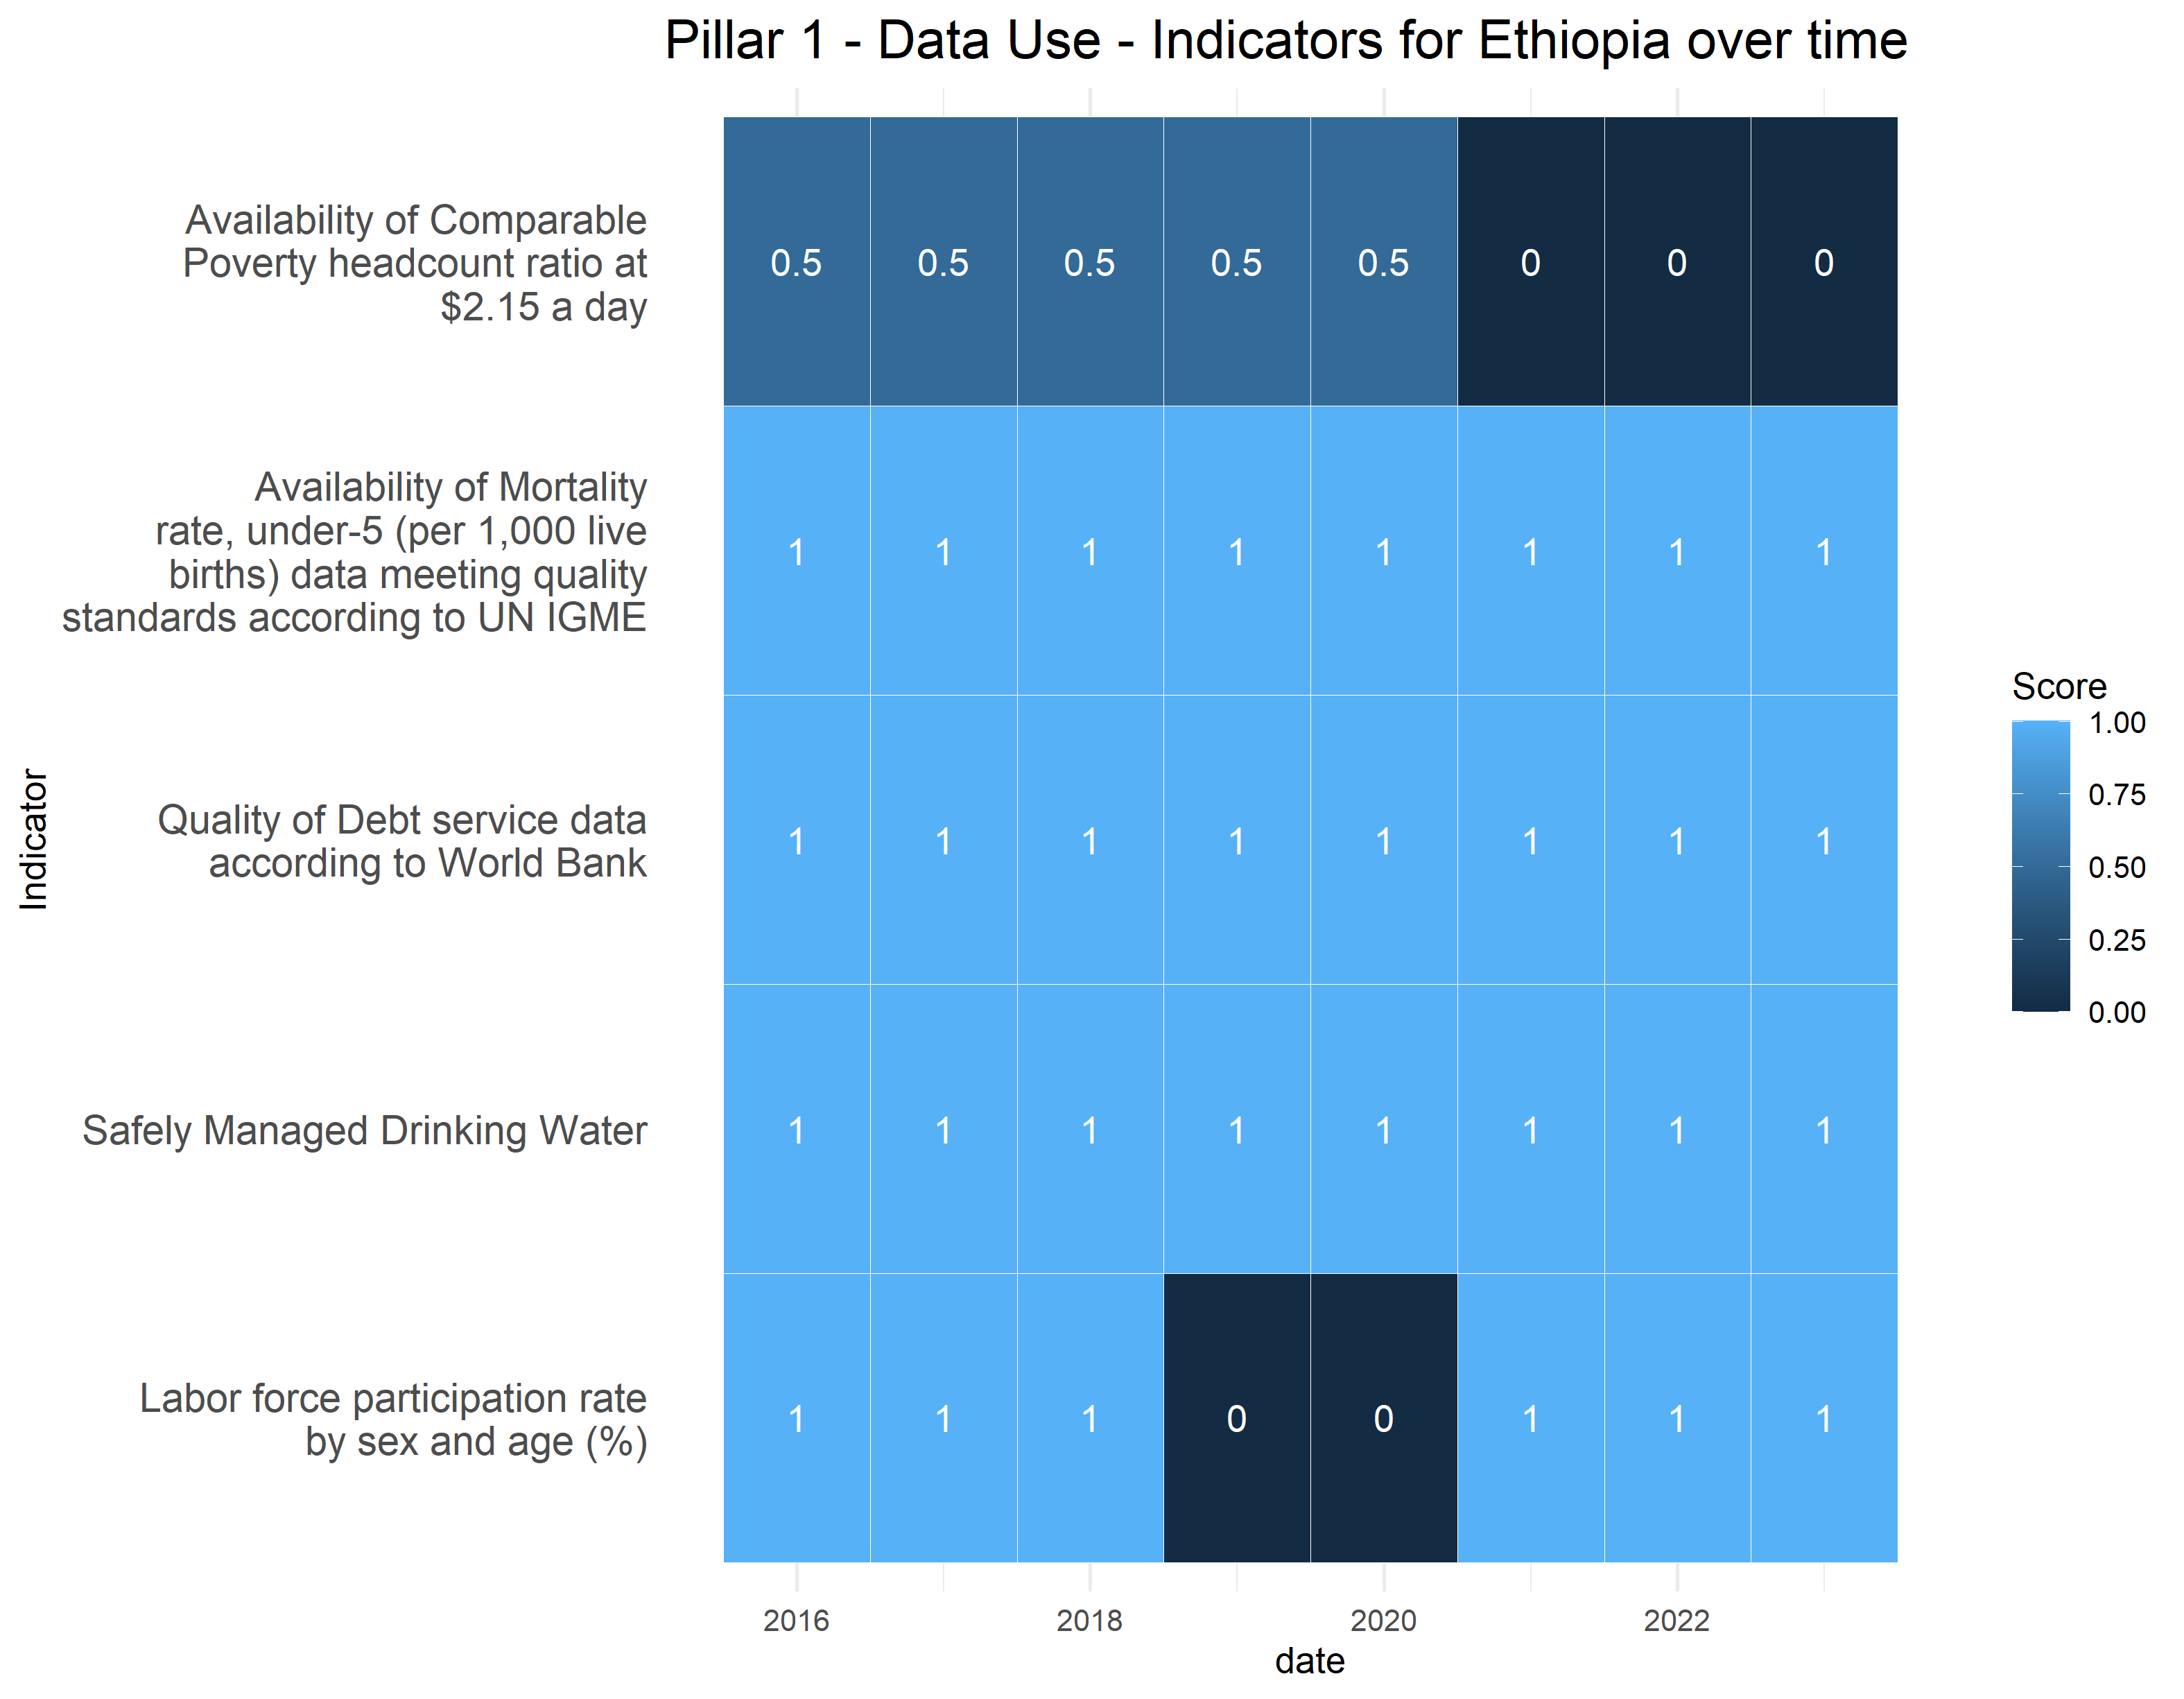 Pillar 1 - Data Use - Indicators for Ethiopia over time
Indicator
Availability of Comparable
Poverty headcount ratio at
$2.15 a day
0.5 0.5 0.5 0.5 0.5 0 0 0
Availability of Mortality
rate, under-5 (per 1,000 live
births) data meeting quality
standards according to UN IGME
1 1 1 1 1 1 1 1
Quality of Debt service data
according to World Bank
1 1 1 1 1 1 1 1
Safely Managed Drinking Water
1 1 1 1 1 1 1 1
Labor force participation rate
by sex and age (%)
1 1 1 0 0 1 1 1
2016 2018 2020 2022
date
Score
1.00
0.75
0.50
0.25
0.00